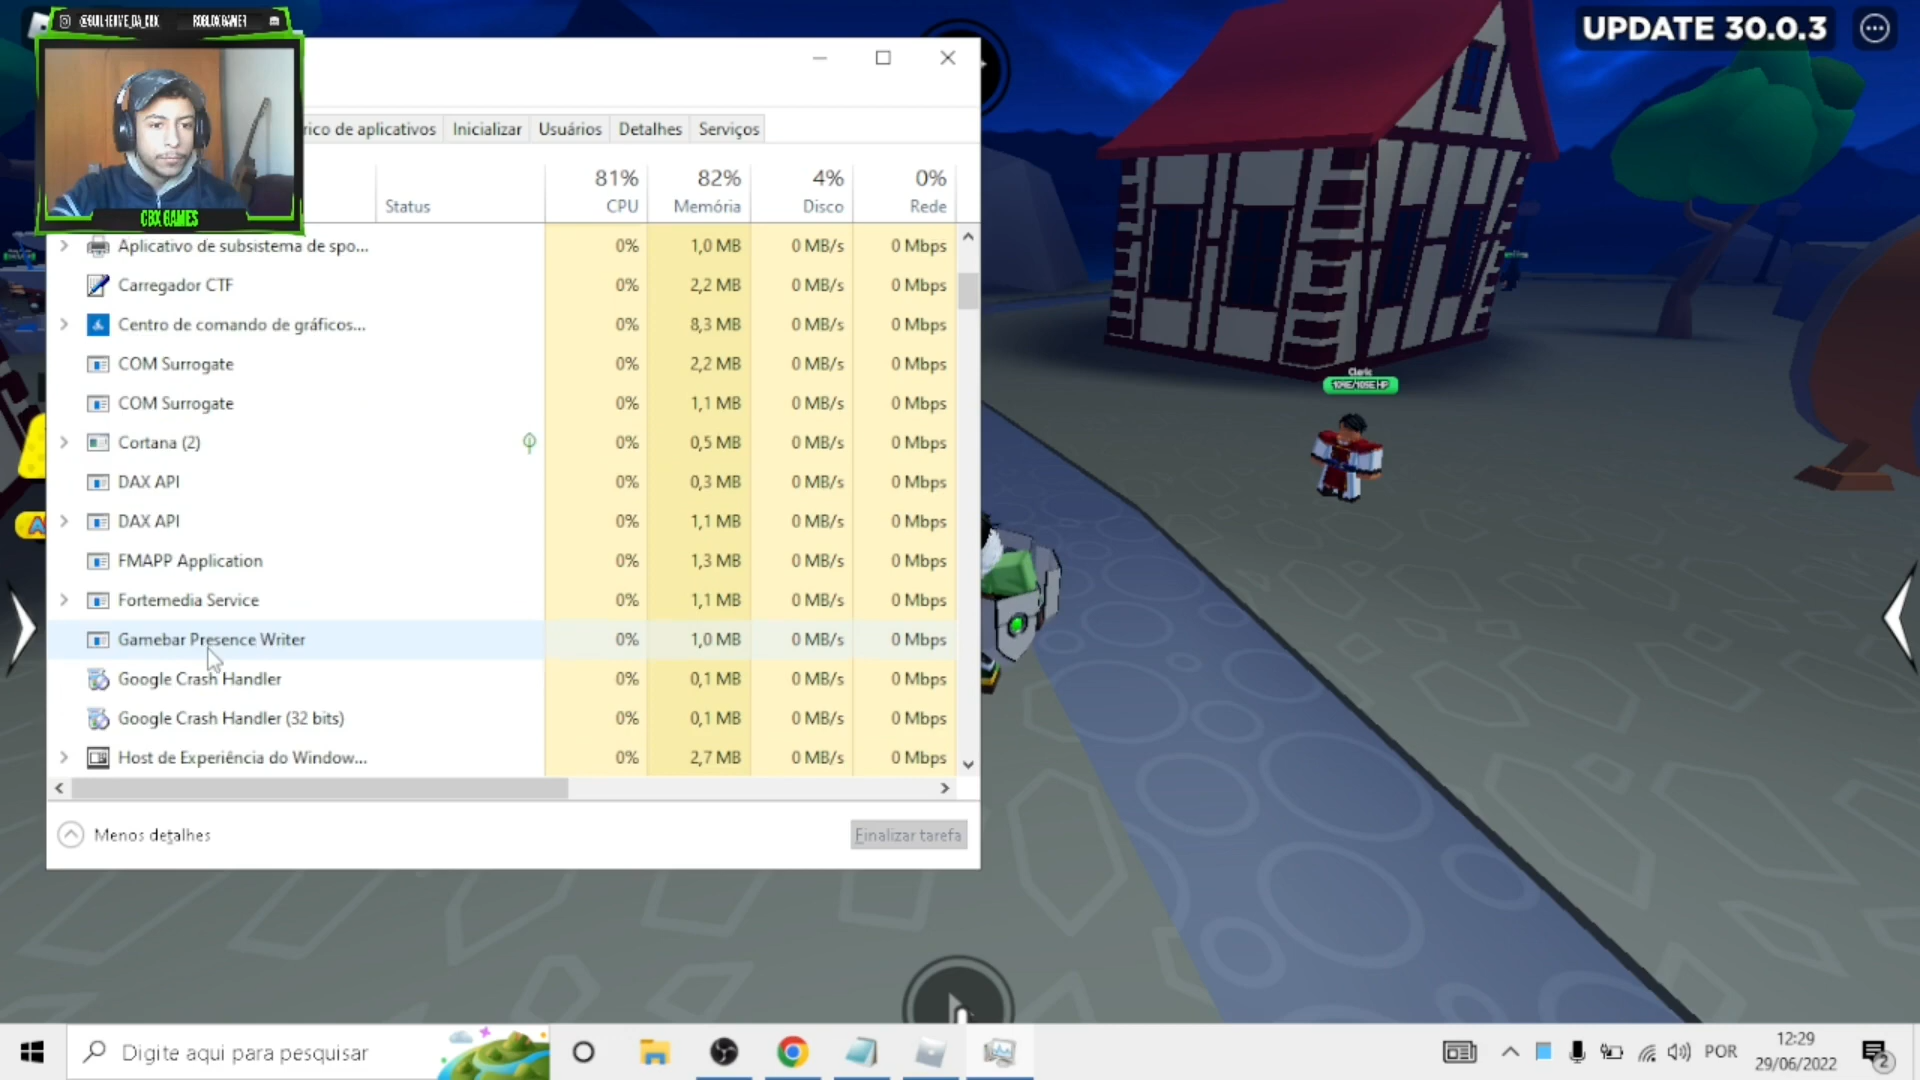 @GUILHERME_DA_CBX ROBLOX GAMER
CBX GAMES
UPDATE 30.0.3
rico de aplicativos Inicializar Usuários Detalhes Serviços
81% 82% 4% 0%
Status CPU Memória Disco Rede
Aplicativo de subsistema de spo... 0% 1,0 MB 0 MB/s 0 Mbps
Carregador CTF 0% 2,2 MB 0 MB/s 0 Mbps
Centro de comando de gráficos... 0% 8,3 MB 0 MB/s 0 Mbps
COM Surrogate 0% 2,2 MB 0 MB/s 0 Mbps
COM Surrogate 0% 1,1 MB 0 MB/s 0 Mbps
Cortana (2) 0% 0,5 MB 0 MB/s 0 Mbps
DAX API 0% 0,3 MB 0 MB/s 0 Mbps
DAX API 0% 1,1 MB 0 MB/s 0 Mbps
FMAPP Application 0% 1,3 MB 0 MB/s 0 Mbps
Fortemedia Service 0% 1,1 MB 0 MB/s 0 Mbps
Gamebar Presence Writer 0% 1,0 MB 0 MB/s 0 Mbps
Google Crash Handler 0% 0,1 MB 0 MB/s 0 Mbps
Google Crash Handler (32 bits) 0% 0,1 MB 0 MB/s 0 Mbps
Host de Experiência do Window... 0% 2,7 MB 0 MB/s 0 Mbps
Menos detalhes Finalizar tarefa
Digite aqui para pesquisar
POR
12:29
29/06/2022
2